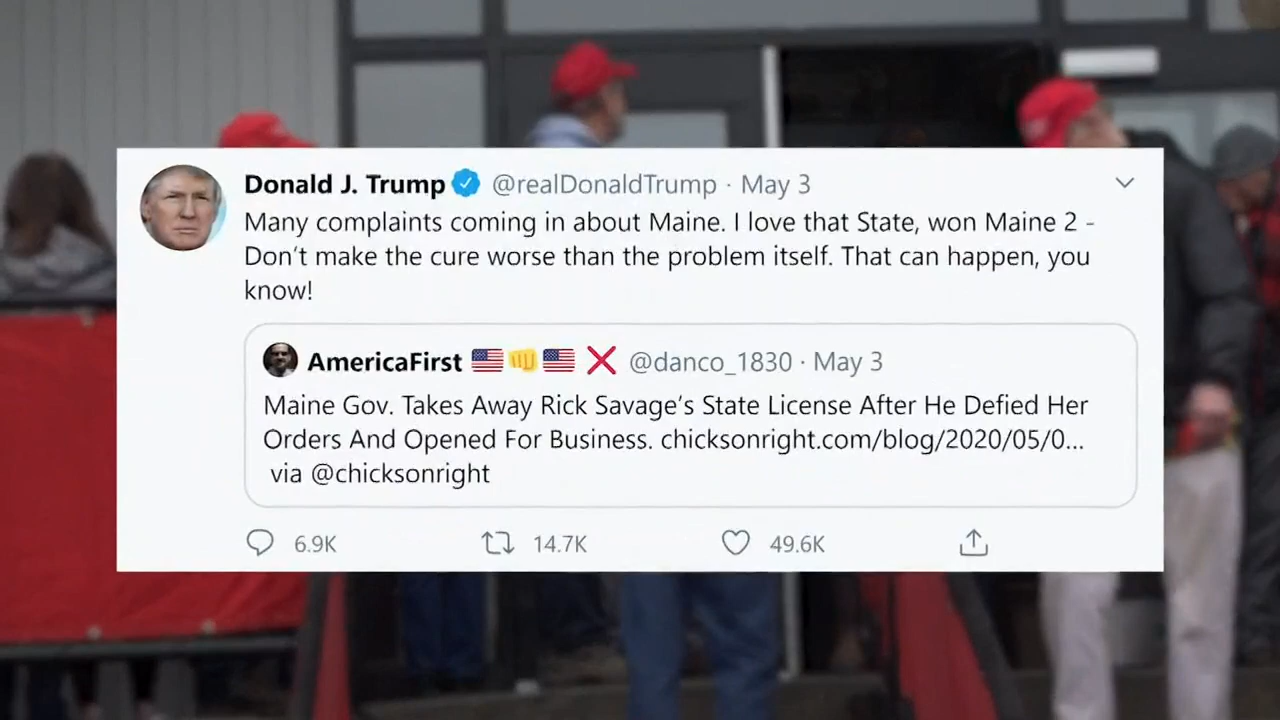 Donald J. Trump @realDonaldTrump · May 3
Many complaints coming in about Maine. I love that State, won Maine 2 -
Don't make the cure worse than the problem itself. That can happen, you
know!
AmericaFirst 🇺🇸👊🇺🇸 ❌ @danco_1830 · May 3
Maine Gov. Takes Away Rick Savage's State License After He Defied Her
Orders And Opened For Business. chicksonright.com/blog/2020/05/0...
via @chicksonright
6.9K 14.7K 49.6K